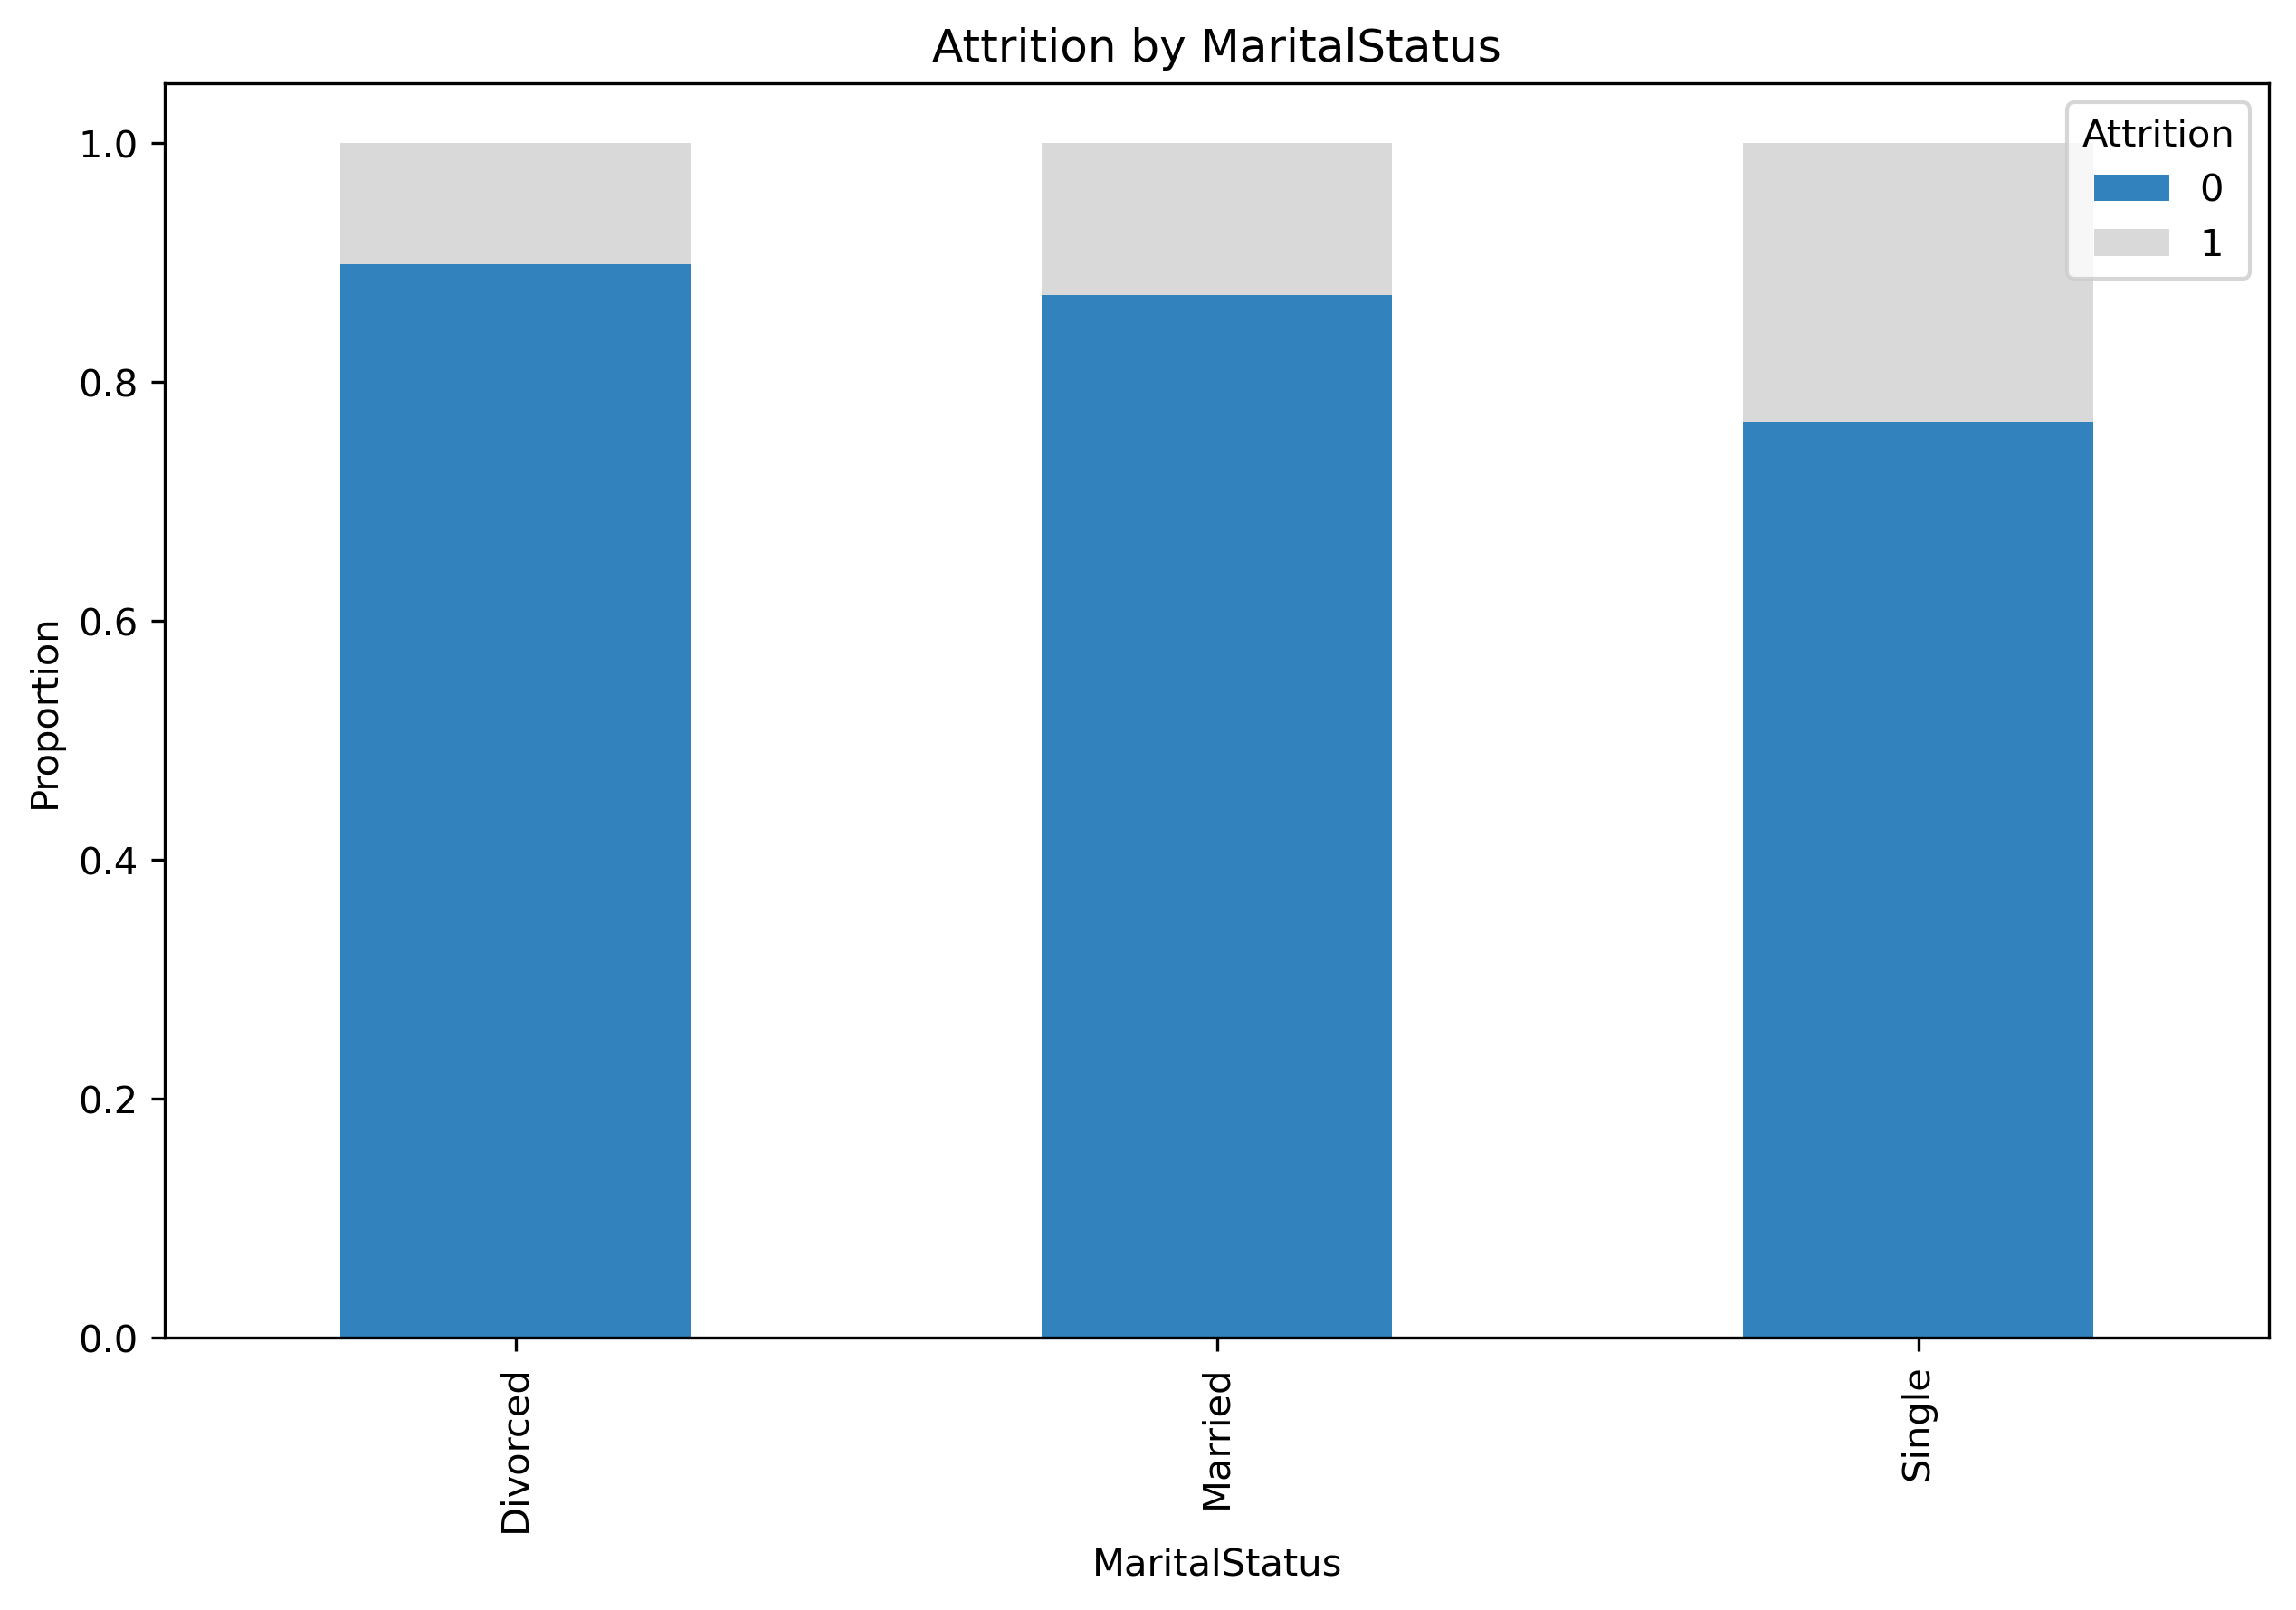 Attrition by MaritalStatus
Attrition
0
1
1.0
0.8
0.6
0.4
0.2
0.0
Proportion
Divorced
Married
Single
MaritalStatus